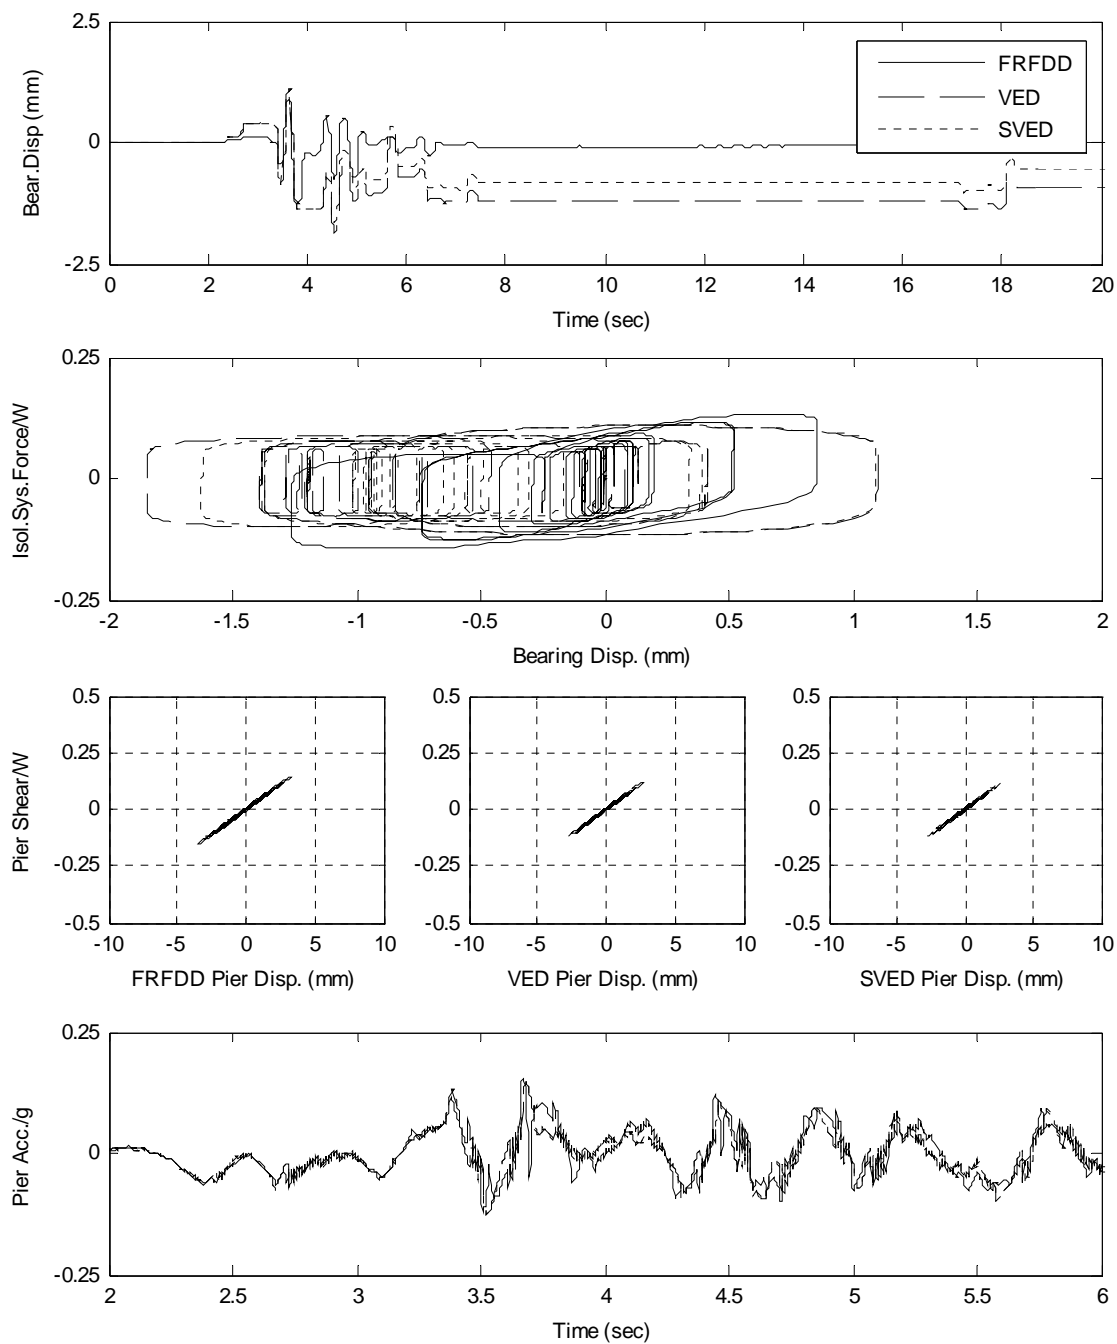 2.5
0
-2.5
Bear.Disp (mm)
FRFDD
VED
SVED
0 2 4 6 8 10 12 14 16 18 20
Time (sec)
0.25
0
-0.25
Isol.Sys.Force/W
-2 -1.5 -1 -0.5 0 0.5 1 1.5 2
Bearing Disp. (mm)
0.5 0.5 0.5
0.25 0.25 0.25
0 0 0
-0.25 -0.25 -0.25
-0.5 -0.5 -0.5
Pier Shear/W
-10 -5 0 5 10 -10 -5 0 5 10 -10 -5 0 5 10
FRFDD Pier Disp. (mm) VED Pier Disp. (mm) SVED Pier Disp. (mm)
0.25
0
-0.25
Pier Acc./g
2 2.5 3 3.5 4 4.5 5 5.5 6
Time (sec)